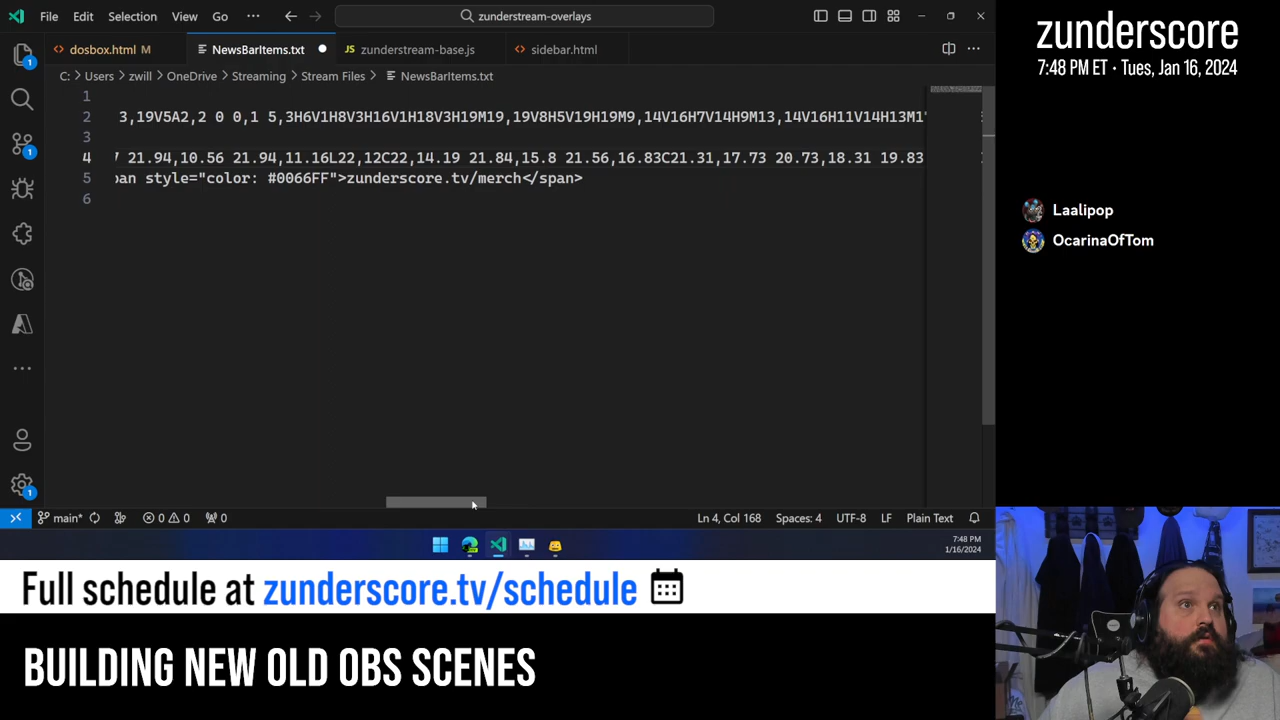 File Edit Selection View Go ··· zunderstream-overlays
dosbox.html M NewsBarItems.txt zunderstream-base.js sidebar.html
C: > Users > zwill > OneDrive > Streaming > Stream Files > NewsBarItems.txt
1
2 3,19V5A2,2 0 0,1 5,3H6V1H8V3H16V1H18V3H19M19,19V8H5V19H19M9,14V16H7V14H9M13,14V16H11V14H13M1
3
4 21.94,10.56 21.94,11.16L22,12C22,14.19 21.84,15.8 21.56,16.83C21.31,17.73 20.73,18.31 19.83
5 pan style="color: #0066FF">zunderscore.tv/merch</span>
6
main* 0 0 0 Ln 4, Col 168 Spaces: 4 UTF-8 LF Plain Text
7:48 PM
1/16/2024
Full schedule at zunderscore.tv/schedule
BUILDING NEW OLD OBS SCENES
zunderscore
7:48 PM ET · Tues, Jan 16, 2024
Laalipop
OcarinaOfTom